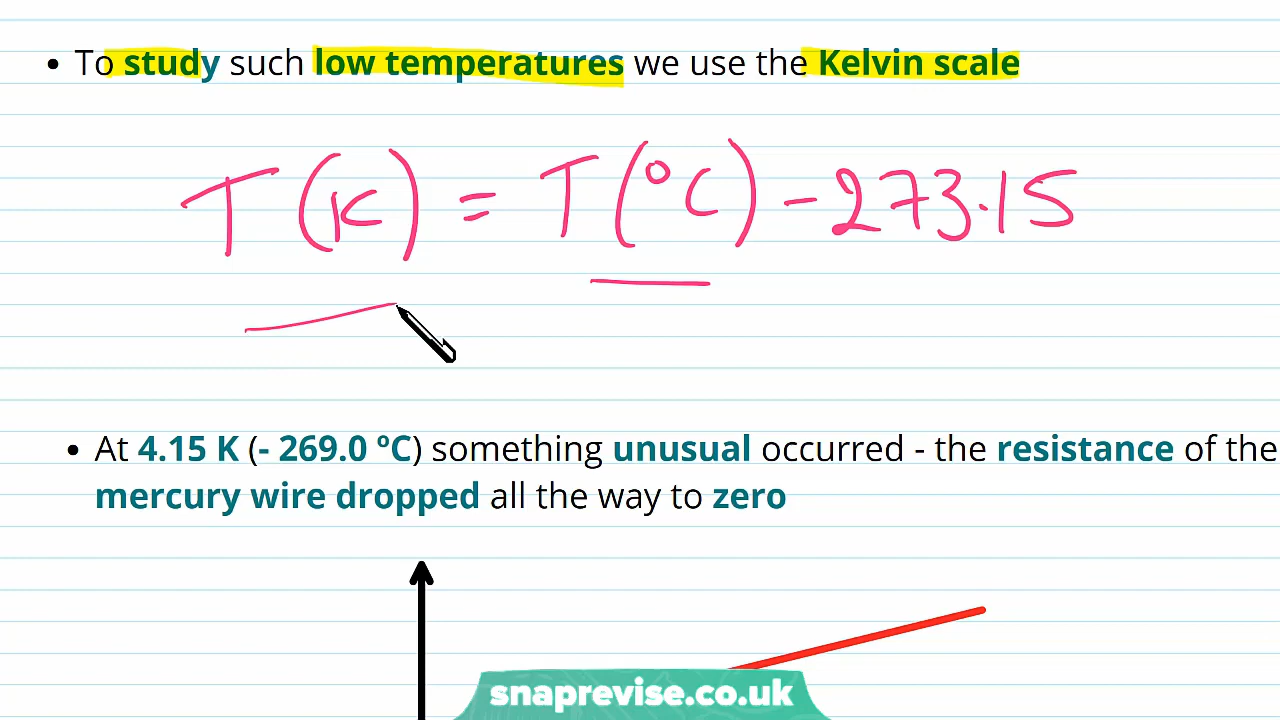 • To study such low temperatures we use the Kelvin scale
T (K) = T (°C) - 273.15
• At 4.15 K (- 269.0 ºC) something unusual occurred - the resistance of the
mercury wire dropped all the way to zero
snaprevise.co.uk